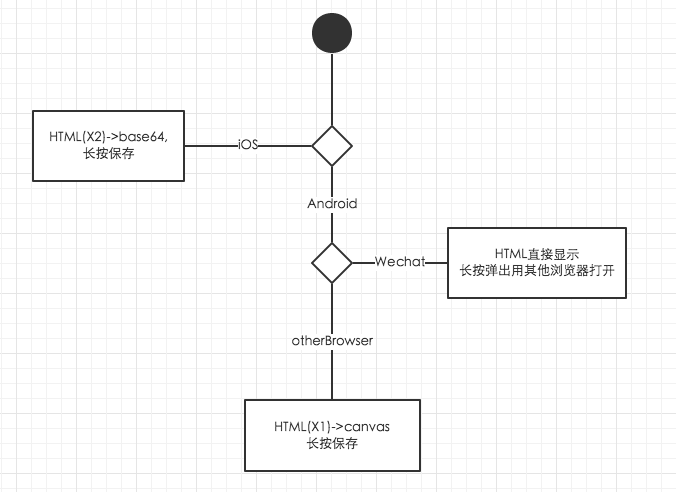 HTML(X2)->base64,
长按保存
iOS
Android
Wechat
HTML直接显示
长按弹出用其他浏览器打开
otherBrowser
HTML(X1)->canvas
长按保存